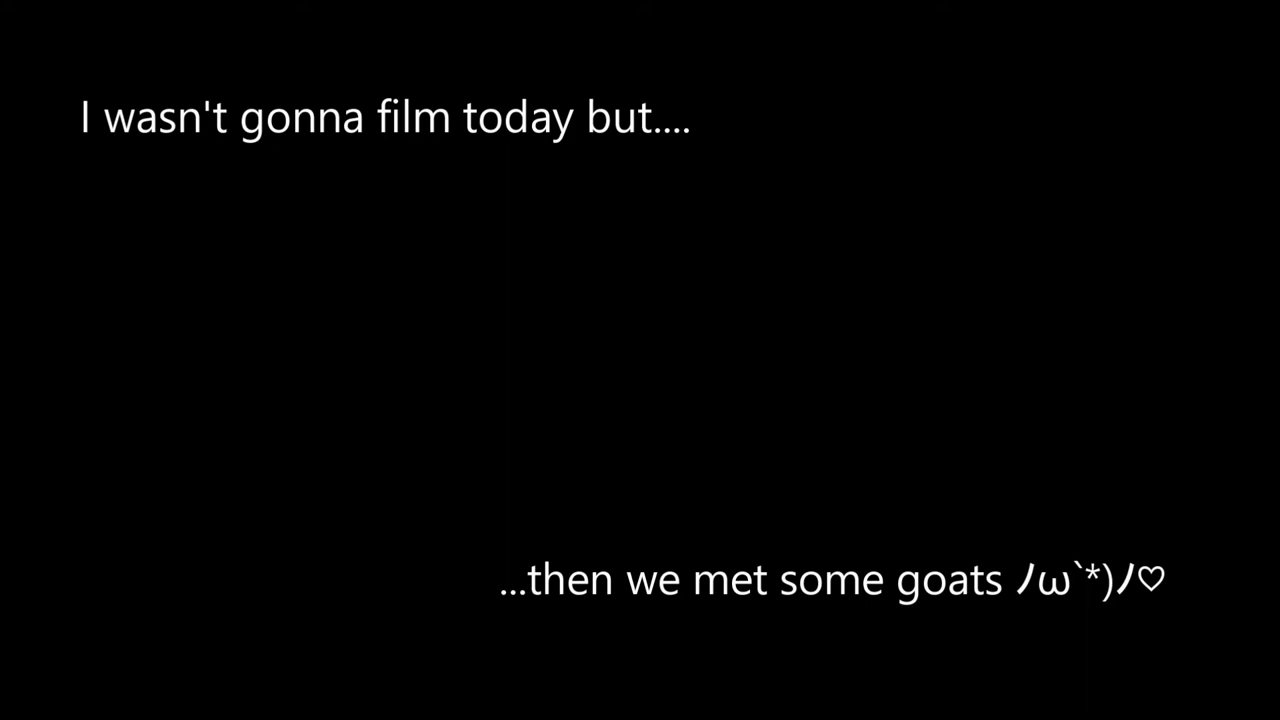 I wasn't gonna film today but....
...then we met some goats ﾉω`*)ﾉ♡